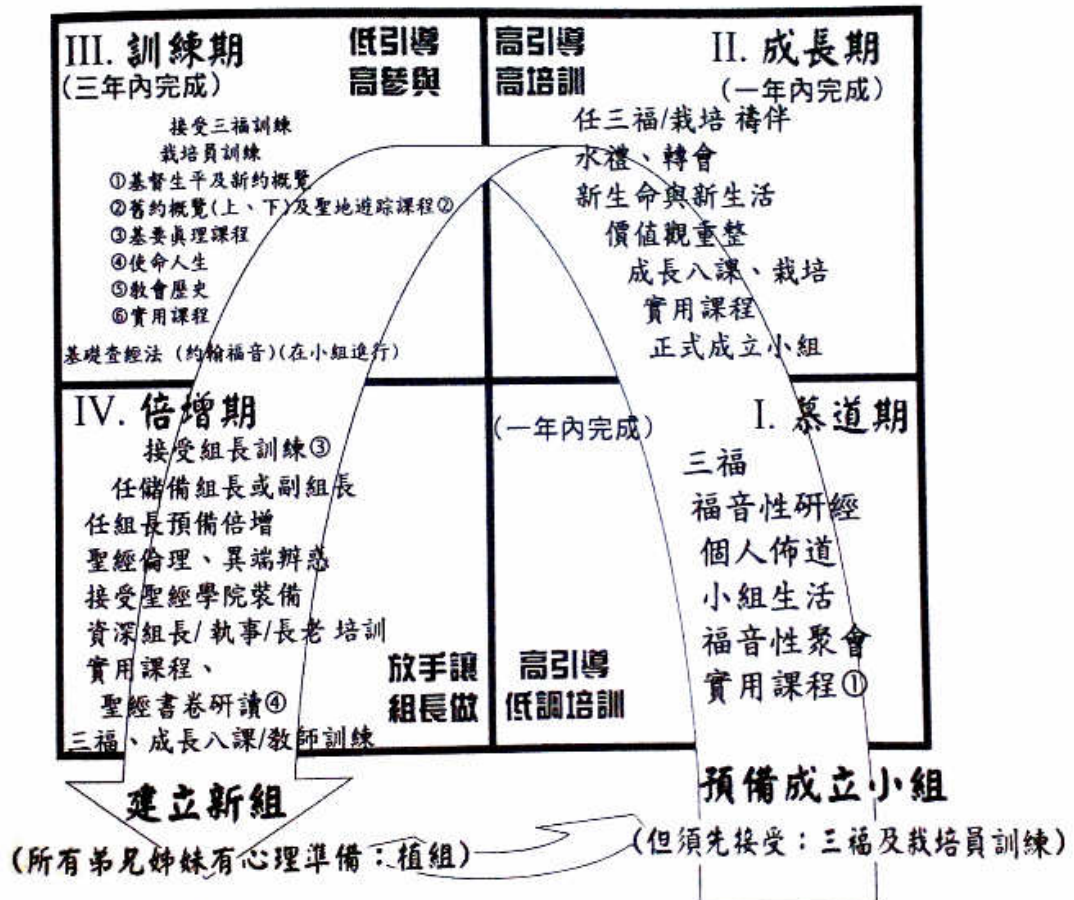 III. 訓練期
(三年內完成)
低引導
高參與
接受三福訓練
栽培員訓練
①基督生平及新約概覽
②舊約概覽(上、下)及聖地遊踪課程②
③基要眞理課程
④使命人生
⑤教會歷史
⑥實用課程
基礎查經法 (約翰福音)(在小組進行)
高引導
高培訓
II. 成長期
(一年內完成)
任三福/栽培 禱伴
水禮、轉會
新生命與新生活
價值觀重整
成長八課、栽培
實用課程
正式成立小組
IV. 倍增期
接受組長訓練③
任儲備組長或副組長
任組長預備倍增
聖經倫理、異端辨惑
接受聖經學院裝備
資深組長/ 執事/長老 培訓
實用課程、
聖經書卷研讀④
三福、成長八課/教師訓練
放手讓
組長做
(一年內完成)
I. 慕道期
三福
福音性研經
個人佈道
小組生活
福音性聚會
實用課程①
高引導
低調培訓
建立新組
(所有弟兄姊妹有心理準備：植組)
預備成立小組
(但須先接受：三福及栽培員訓練)